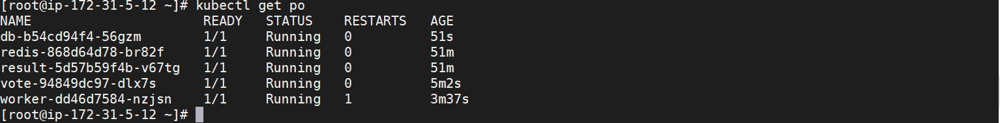 [root@ip-172-31-5-12 ~]# kubectl get po
NAME                      READY   STATUS    RESTARTS   AGE
db-b54cd94f4-56gzm        1/1     Running   0          51s
redis-868d64d78-br82f     1/1     Running   0          51m
result-5d57b59f4b-v67tg   1/1     Running   0          51m
vote-94849dc97-dlx7s      1/1     Running   0          5m2s
worker-dd46d7584-nzjsn    1/1     Running   1          3m37s
[root@ip-172-31-5-12 ~]#